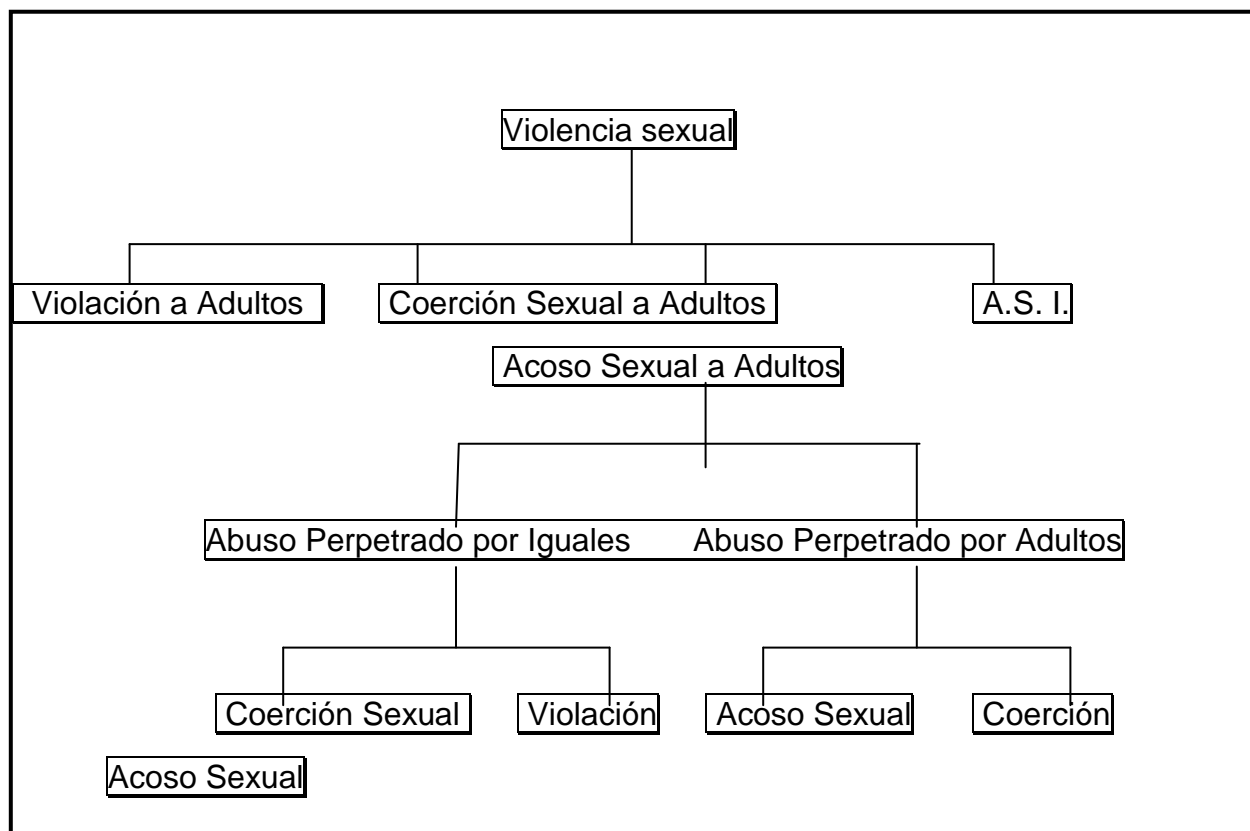 Violencia sexual
Violación a Adultos
Coerción Sexual a Adultos
A.S. I.
Acoso Sexual a Adultos
Abuso Perpetrado por Iguales
Abuso Perpetrado por Adultos
Coerción Sexual
Violación
Acoso Sexual
Coerción
Acoso Sexual